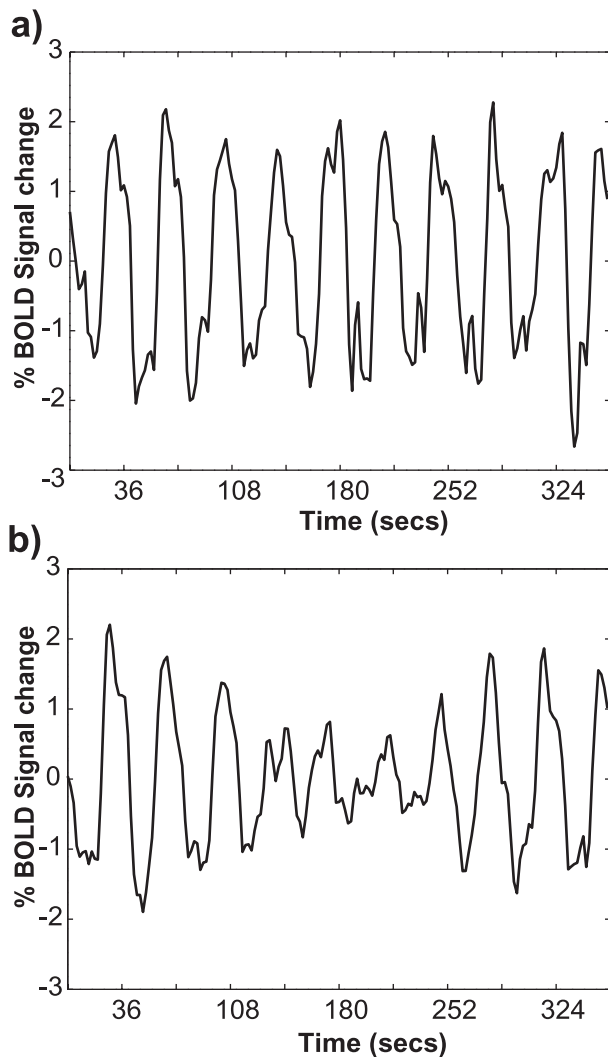 a)
3
2
1
0
-1
-2
-3
% BOLD Signal change
36 108 180 252 324
Time (secs)
b)
3
2
1
0
-1
-2
-3
% BOLD Signal change
36 108 180 252 324
Time (secs)